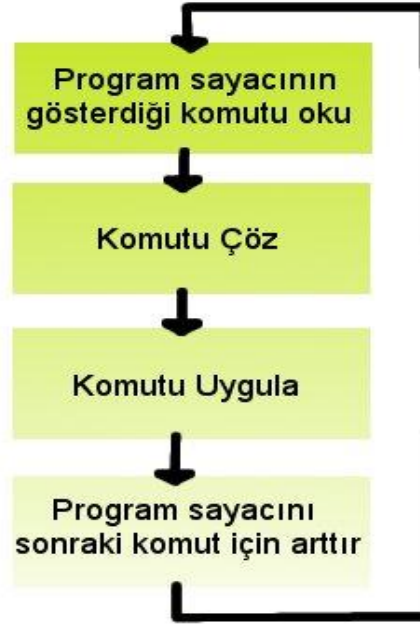 Program sayacının
gösterdiği komutu oku
Komutu Çöz
Komutu Uygula
Program sayacını
sonraki komut için arttır